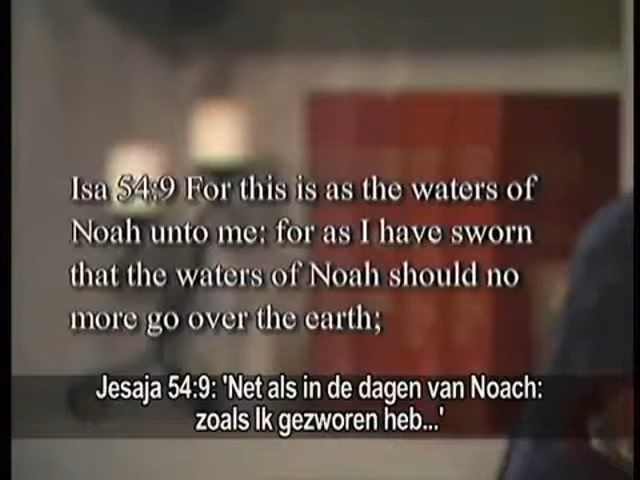 Isa 54:9 For this is as the waters of
Noah unto me: for as I have sworn
that the waters of Noah should no
more go over the earth;
Jesaja 54:9: 'Net als in de dagen van Noach:
zoals Ik gezworen heb...'